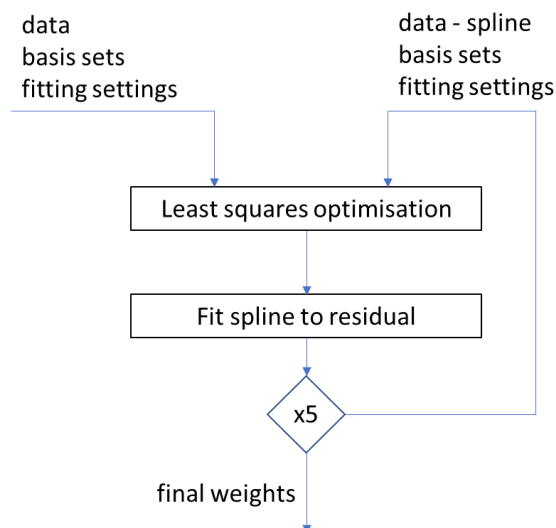 data
basis sets
fitting settings
data - spline
basis sets
fitting settings
Least squares optimisation
Fit spline to residual
x5
final weights